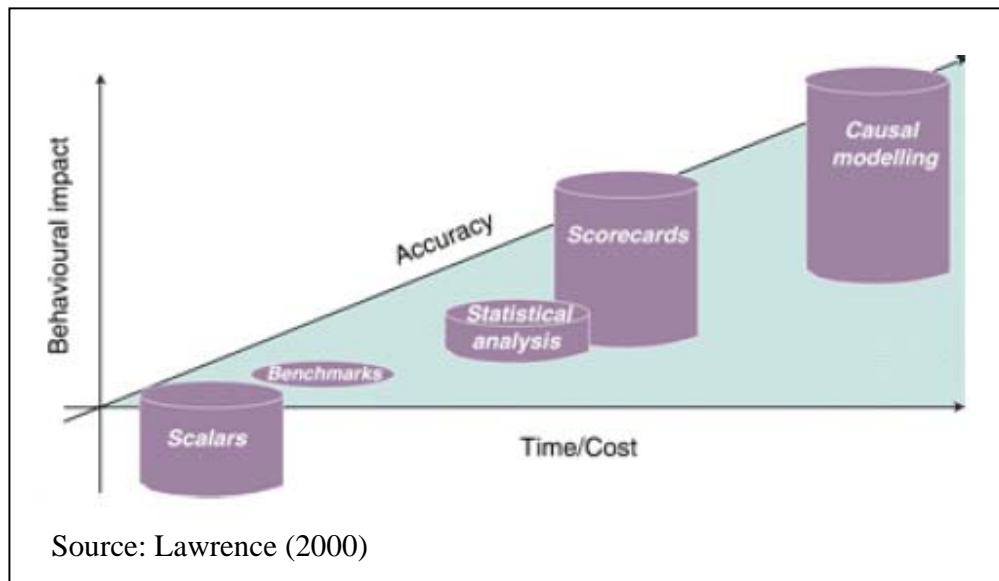 Behavioural impact
Accuracy
Causal
modelling
Scorecards
Statistical
analysis
Benchmarks
Scalars
Time/Cost
Source: Lawrence (2000)